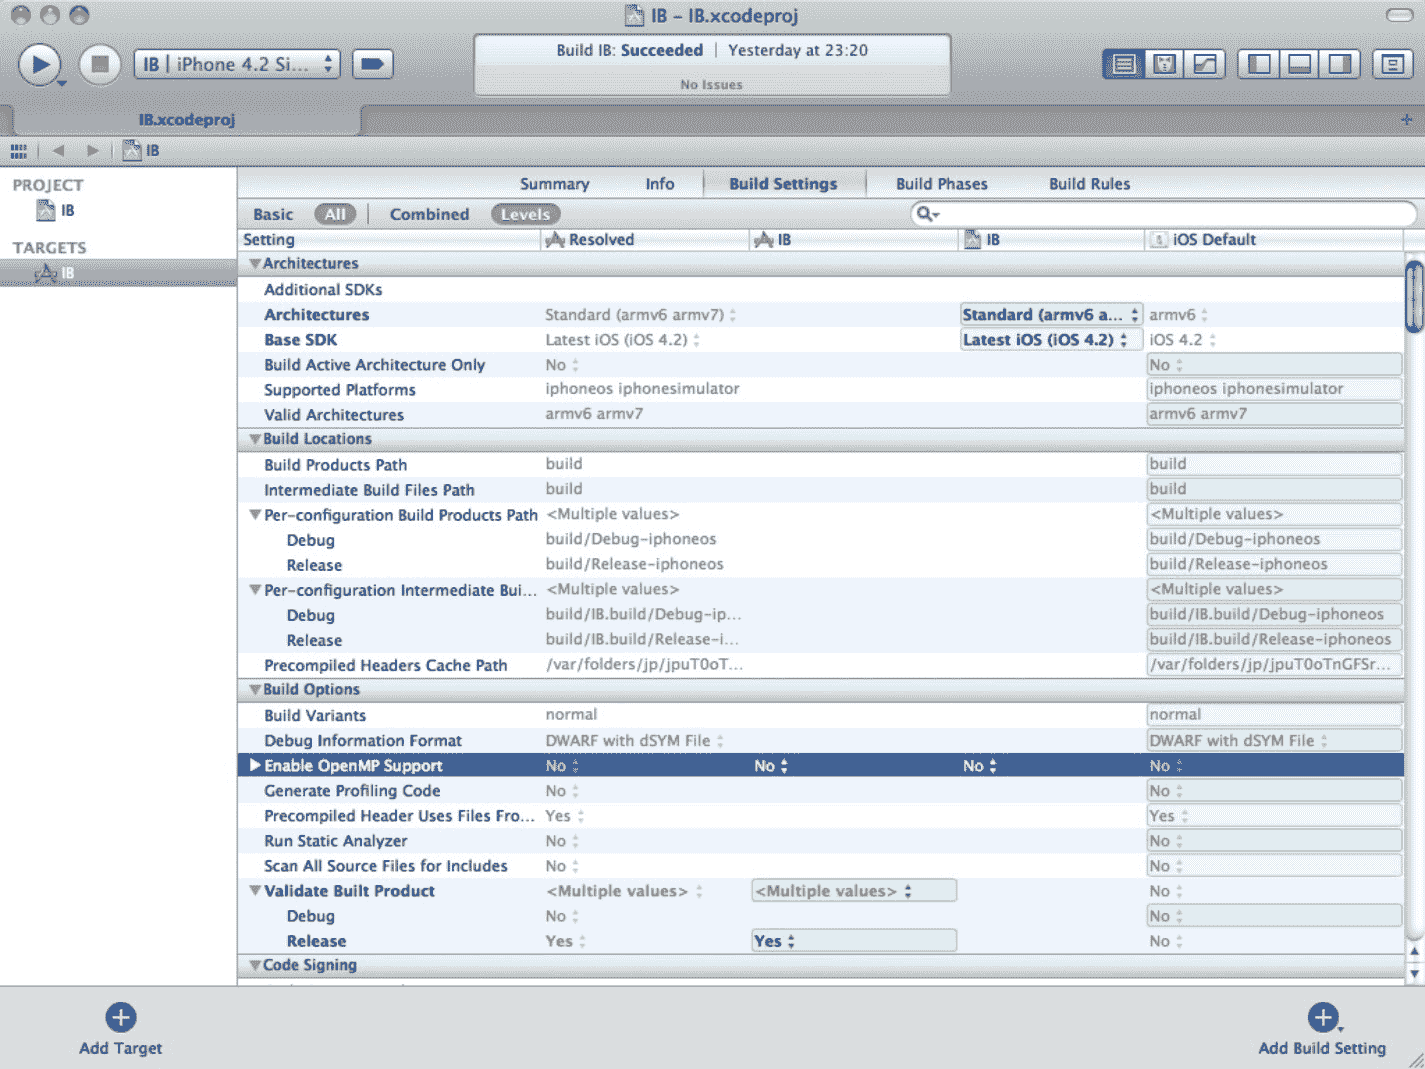 IB – IB.xcodeproj
IB | iPhone 4.2 Si...
Build IB: Succeeded | Yesterday at 23:20
No Issues
IB.xcodeproj
IB
PROJECT
IB
TARGETS
IB
Summary Info Build Settings Build Phases Build Rules
Basic All Combined Levels
Setting Resolved IB IB iOS Default
Architectures
Additional SDKs
Architectures Standard (armv6 armv7) Standard (armv6 a... armv6
Base SDK Latest iOS (iOS 4.2) Latest iOS (iOS 4.2) iOS 4.2
Build Active Architecture Only No No
Supported Platforms iphoneos iphonesimulator iphoneos iphonesimulator
Valid Architectures armv6 armv7 armv6 armv7
Build Locations
Build Products Path build build
Intermediate Build Files Path build build
Per-configuration Build Products Path <Multiple values> <Multiple values>
Debug build/Debug-iphoneos build/Debug-iphoneos
Release build/Release-iphoneos build/Release-iphoneos
Per-configuration Intermediate Bui... <Multiple values> <Multiple values>
Debug build/IB.build/Debug-ip... build/IB.build/Debug-iphoneos
Release build/IB.build/Release-i... build/IB.build/Release-iphoneos
Precompiled Headers Cache Path /var/folders/jp/jpuT0oT... /var/folders/jp/jpuT0oTnGFSr...
Build Options
Build Variants normal normal
Debug Information Format DWARF with dSYM File DWARF with dSYM File
Enable OpenMP Support No No No No
Generate Profiling Code No No
Precompiled Header Uses Files Fro... Yes Yes
Run Static Analyzer No No
Scan All Source Files for Includes No No
Validate Built Product <Multiple values> <Multiple values> No
Debug No No
Release Yes Yes No
Code Signing
Add Target
Add Build Setting